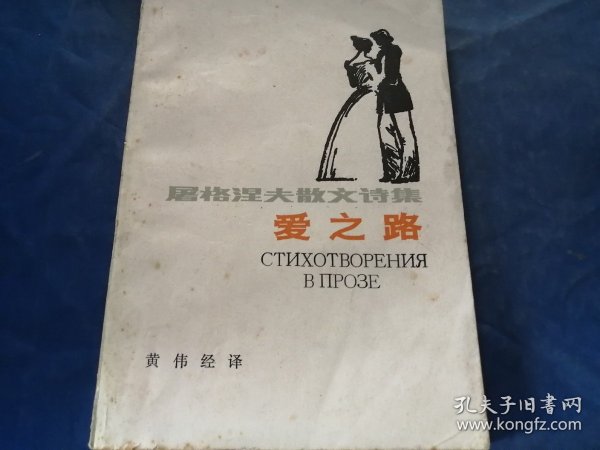 屠格涅夫散文诗集
爱之路
СТИХОТВОРЕНИЯ
В ПРОЗЕ
黄伟经译
孔夫子旧书网
www.kongfz.com